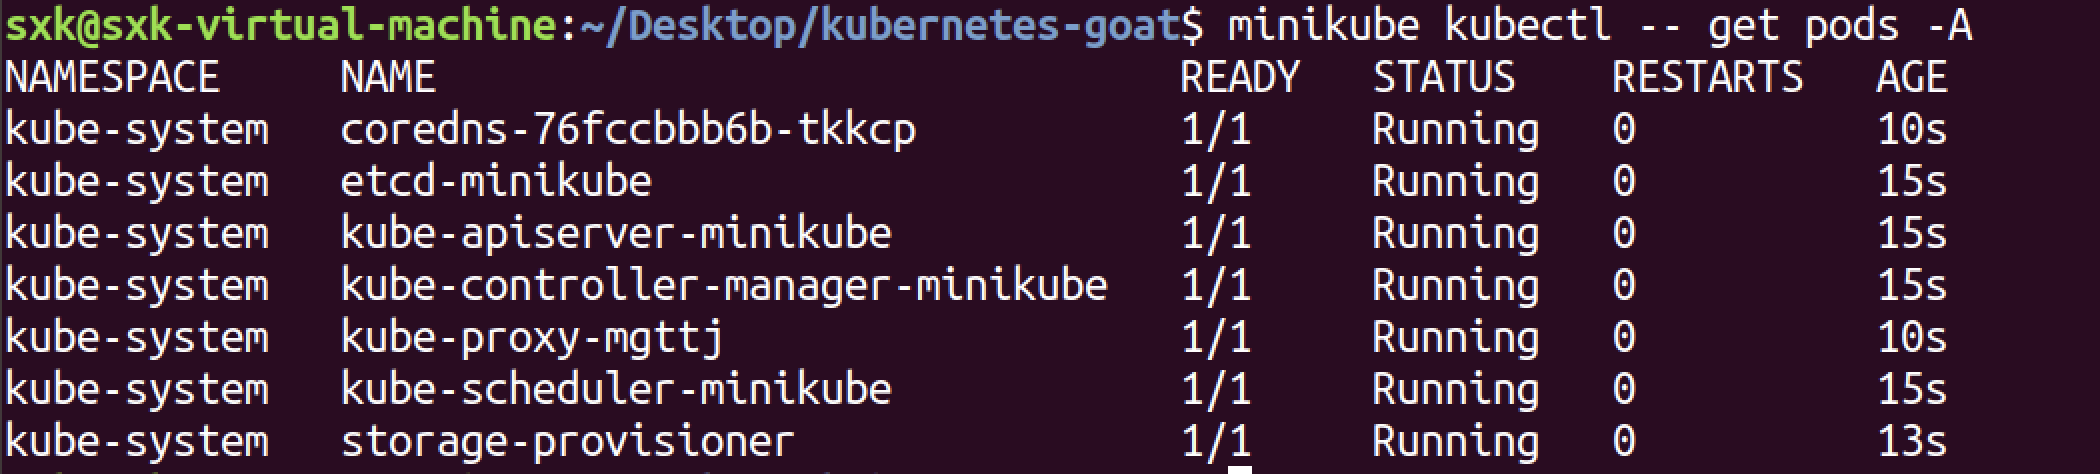 sxk@sxk-virtual-machine:~/Desktop/kubernetes-goat$ minikube kubectl -- get pods -A
NAMESPACE     NAME                               READY   STATUS    RESTARTS   AGE
kube-system   coredns-76fccbbb6b-tkkcp           1/1     Running   0          10s
kube-system   etcd-minikube                      1/1     Running   0          15s
kube-system   kube-apiserver-minikube            1/1     Running   0          15s
kube-system   kube-controller-manager-minikube   1/1     Running   0          15s
kube-system   kube-proxy-mgttj                   1/1     Running   0          10s
kube-system   kube-scheduler-minikube            1/1     Running   0          15s
kube-system   storage-provisioner                1/1     Running   0          13s